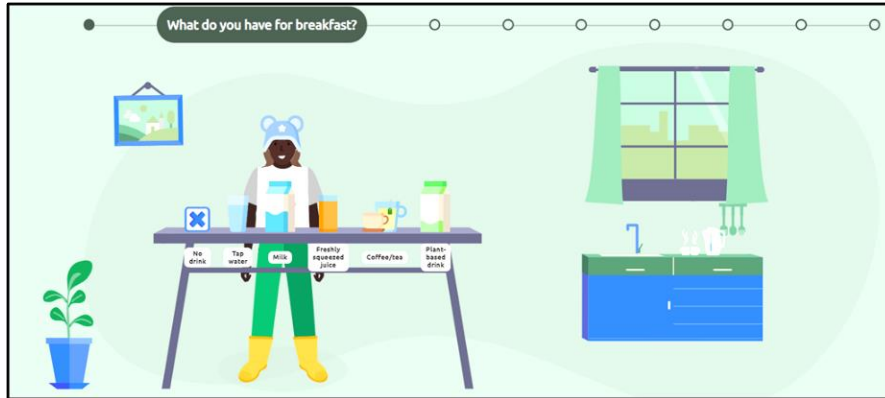 What do you have for breakfast?
No
drink
Tap
water
Milk
Freshly
squeezed
juice
Coffee/tea
Plant-
based
drink